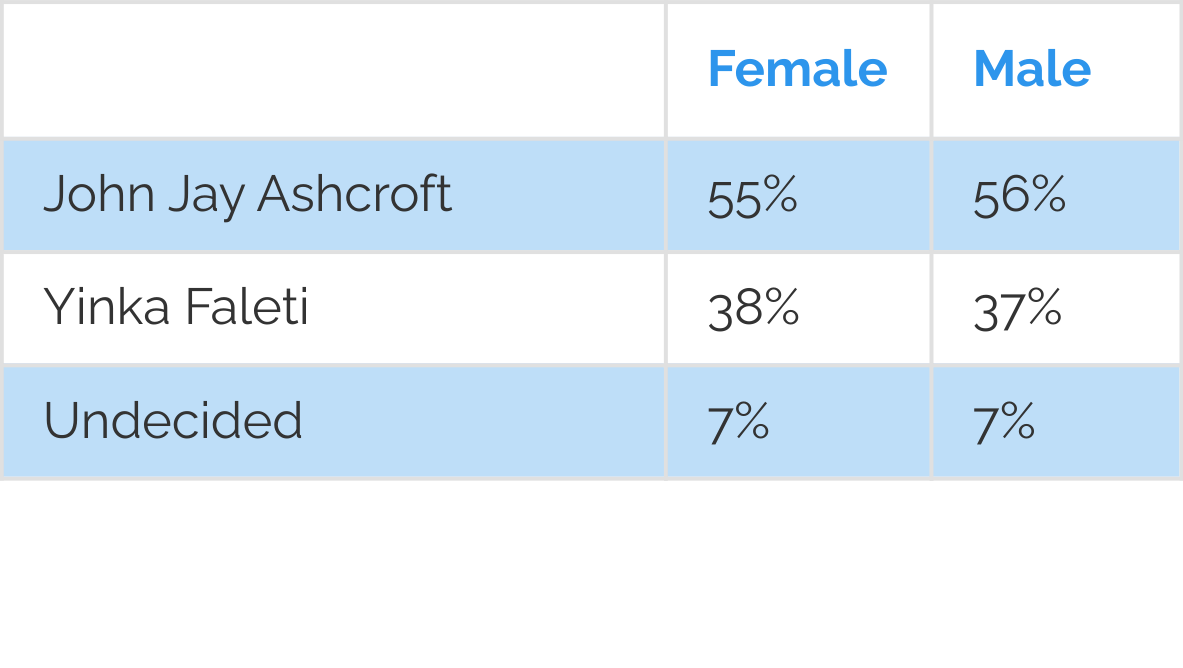 Female Male
John Jay Ashcroft 55% 56%
Yinka Faleti 38% 37%
Undecided 7% 7%